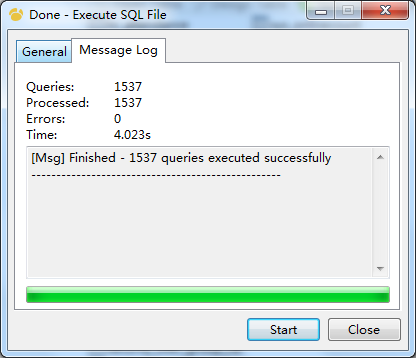 Done - Execute SQL File
General Message Log
Queries: 1537
Processed: 1537
Errors: 0
Time: 4.023s
[Msg] Finished - 1537 queries executed successfully
--------------------------------------------------
Start Close